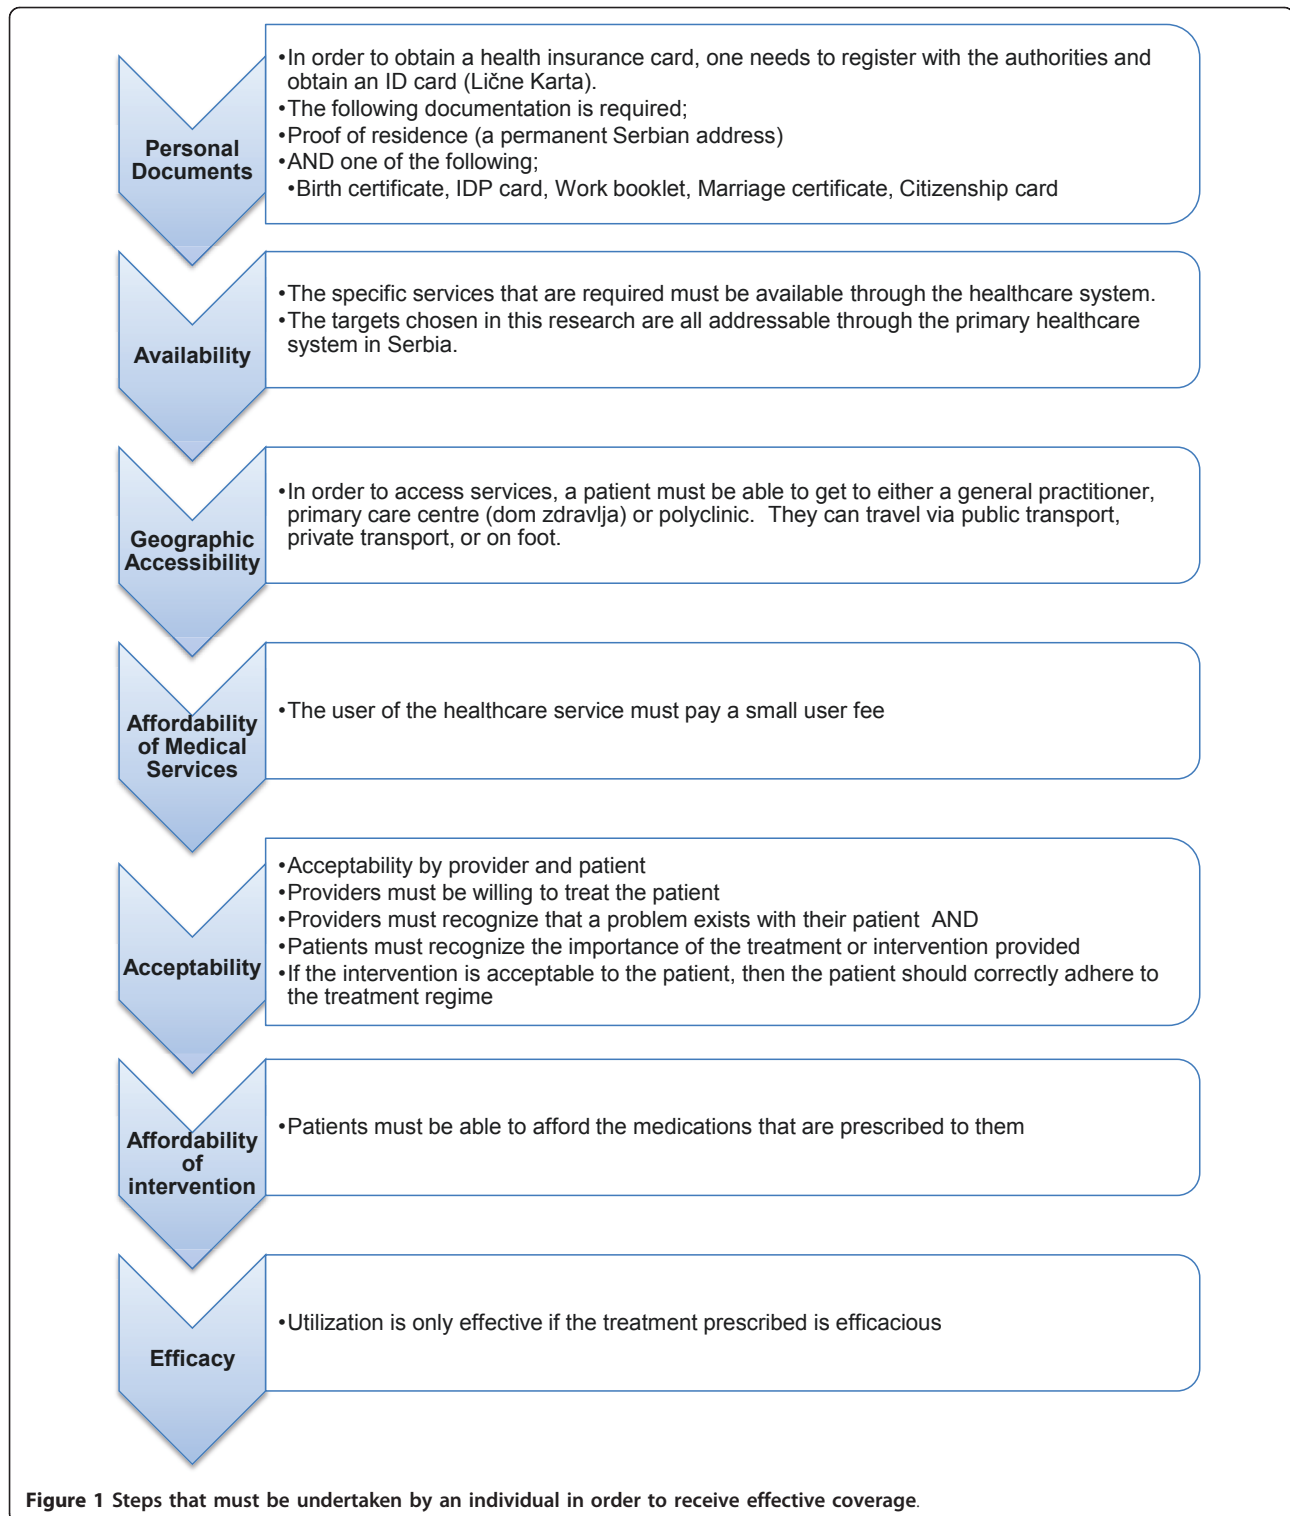 Personal
Documents
•In order to obtain a health insurance card, one needs to register with the authorities and
obtain an ID card (Lične Karta).
•The following documentation is required;
•Proof of residence (a permanent Serbian address)
•AND one of the following;
•Birth certificate, IDP card, Work booklet, Marriage certificate, Citizenship card
Availability
•The specific services that are required must be available through the healthcare system.
•The targets chosen in this research are all addressable through the primary healthcare
system in Serbia.
Geographic
Accessibility
•In order to access services, a patient must be able to get to either a general practitioner,
primary care centre (dom zdravlja) or polyclinic. They can travel via public transport,
private transport, or on foot.
Affordability
of Medical
Services
•The user of the healthcare service must pay a small user fee
Acceptability
•Acceptability by provider and patient
•Providers must be willing to treat the patient
•Providers must recognize that a problem exists with their patient AND
•Patients must recognize the importance of the treatment or intervention provided
•If the intervention is acceptable to the patient, then the patient should correctly adhere to
the treatment regime
Affordability
of
intervention
•Patients must be able to afford the medications that are prescribed to them
Efficacy
•Utilization is only effective if the treatment prescribed is efficacious
Figure 1 Steps that must be undertaken by an individual in order to receive effective coverage.